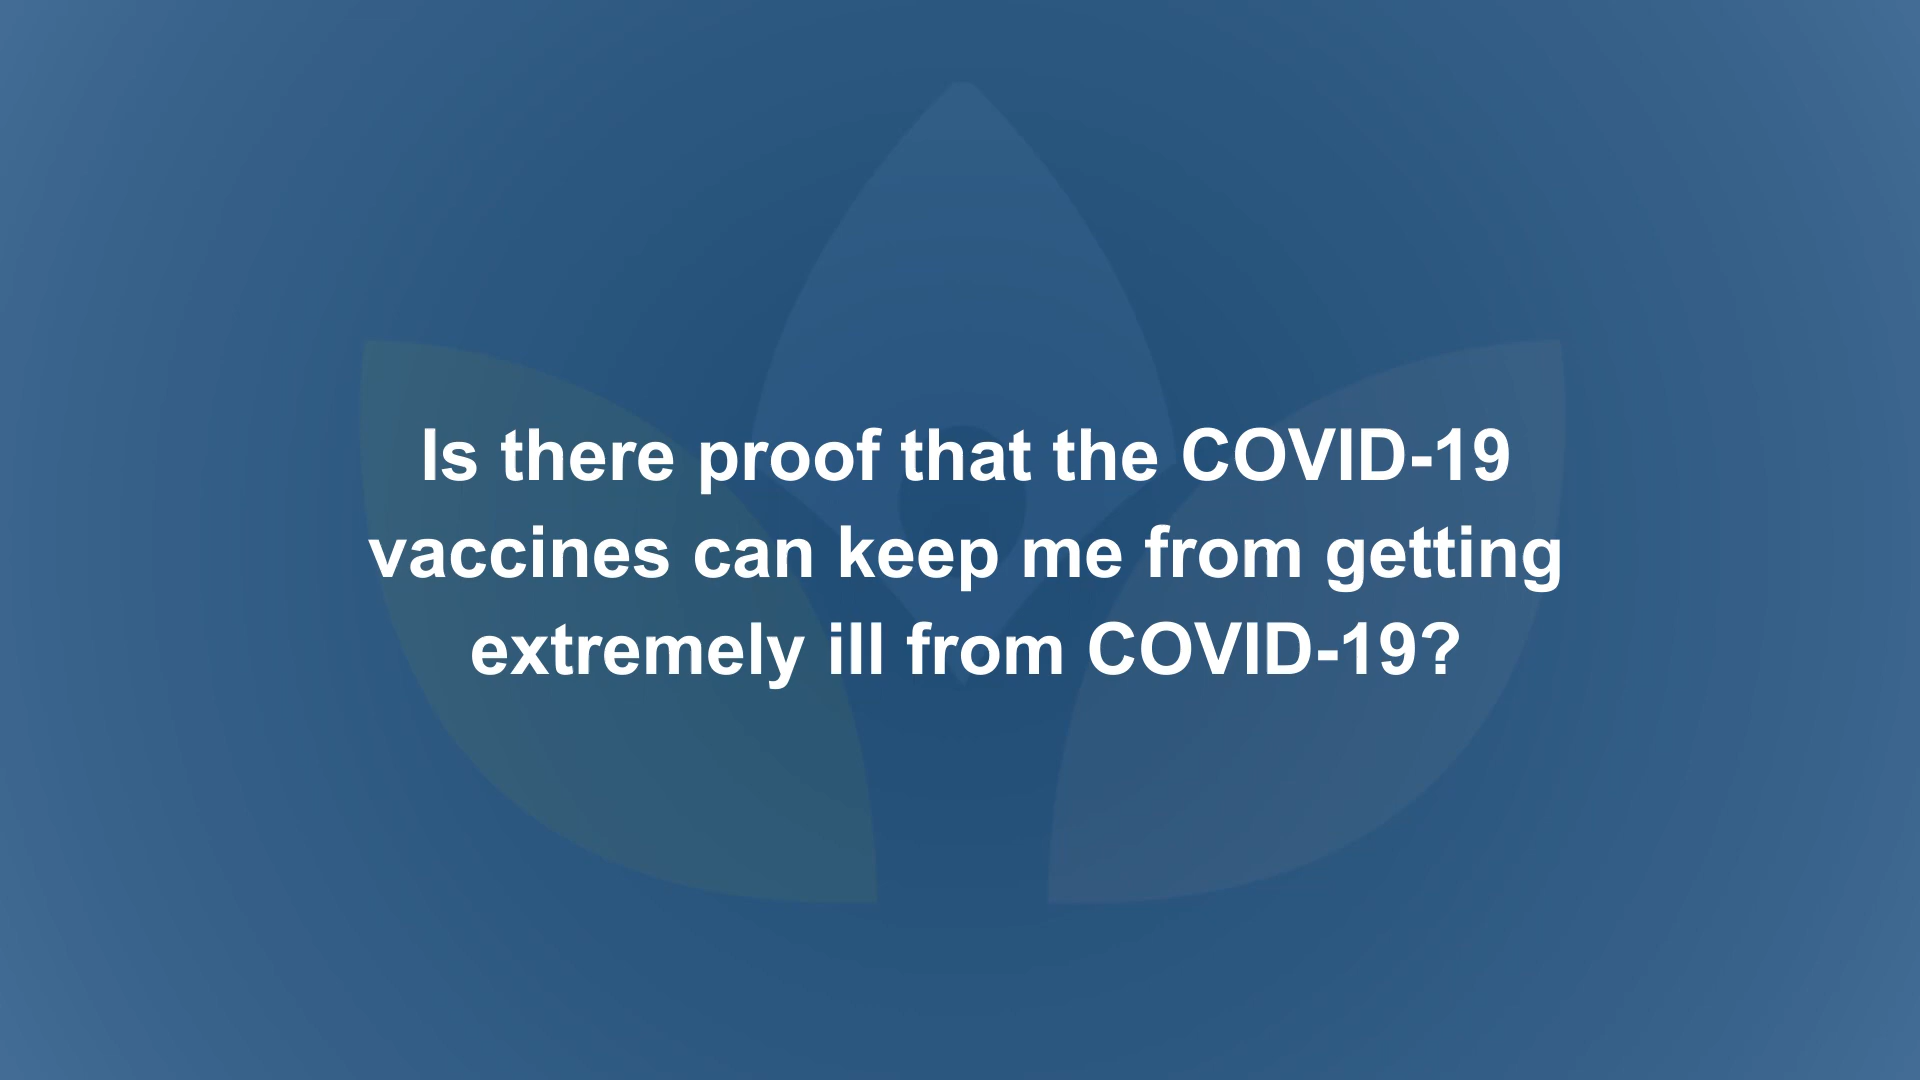 Is there proof that the COVID-19
vaccines can keep me from getting
extremely ill from COVID-19?